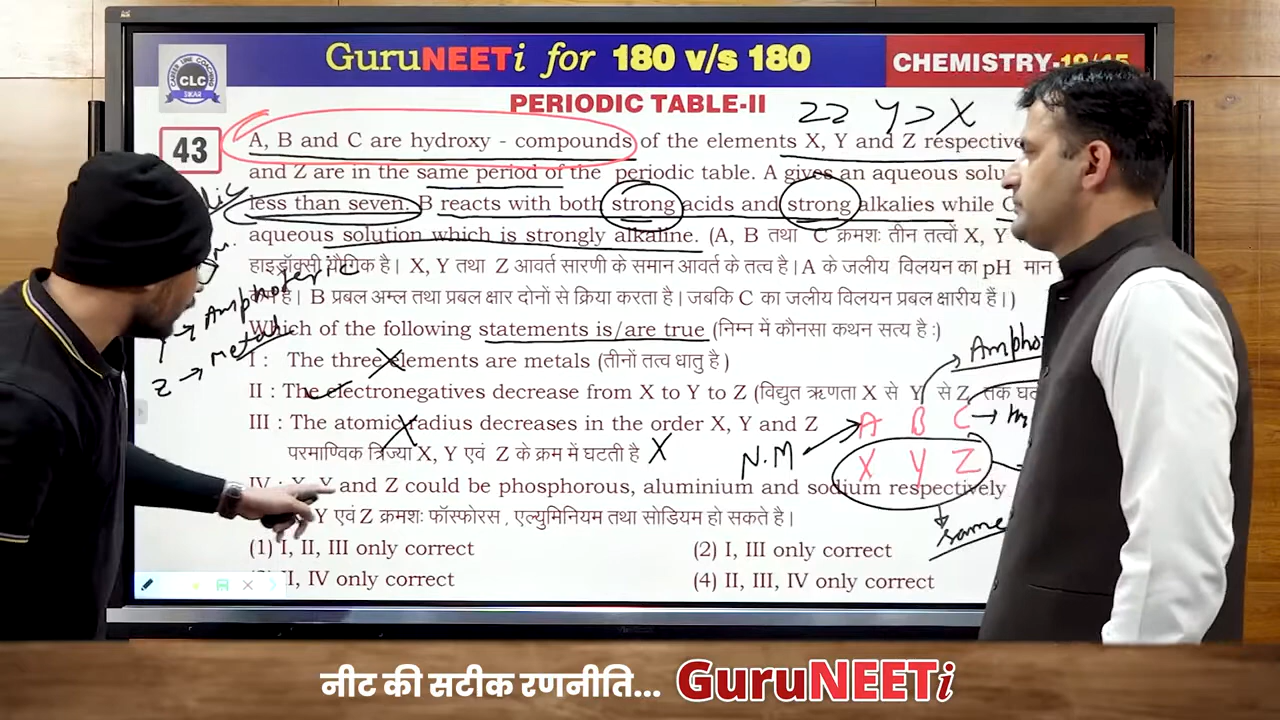 GuruNEETi for 180 v/s 180
CHEMISTRY-
CLC
SIKAR
PERIODIC TABLE-II
Z > Y > X
43
A, B and C are hydroxy - compounds of the elements X, Y and Z
and Z are in the same period of the periodic table. A gives an aqueous
less than seven. B reacts with both strong acids and strong alkalies while C
aqueous solution which is strongly alkaline. (A, B तथा C क्रमशः तीन तत्वों X, Y
हाइड्रॉक्सी यौगिक है। X, Y तथा Z आवर्त सारणी के समान आवर्त के तत्व है। A के जलीय विलयन का pH मान
है। B प्रबल अम्ल तथा प्रबल क्षार दोनों से क्रिया करता है। जबकि C का जलीय विलयन प्रबल क्षारीय हैं।)
Amphoteric
Which of the following statements is/are true (निम्न में कौनसा कथन सत्य है :)
Z → metal
I : The three elements are metals (तीनों तत्व धातु है)
II : The electronegatives decrease from X to Y to Z (विद्युत ऋणता X से Y से Z तक
III : The atomic radius decreases in the order X, Y and Z
A B C
परमाण्विक त्रिज्या X, Y एवं Z के क्रम में घटती है X
N.M
X Y Z
IV : X, Y and Z could be phosphorous, aluminium and sodium respectively
Y एवं Z क्रमशः फॉस्फोरस, एल्युमिनियम तथा सोडियम हो सकते है।
same
(1) I, II, III only correct
(2) I, III only correct
II, IV only correct
(4) II, III, IV only correct
नीट की सटीक रणनीति... GuruNEETi